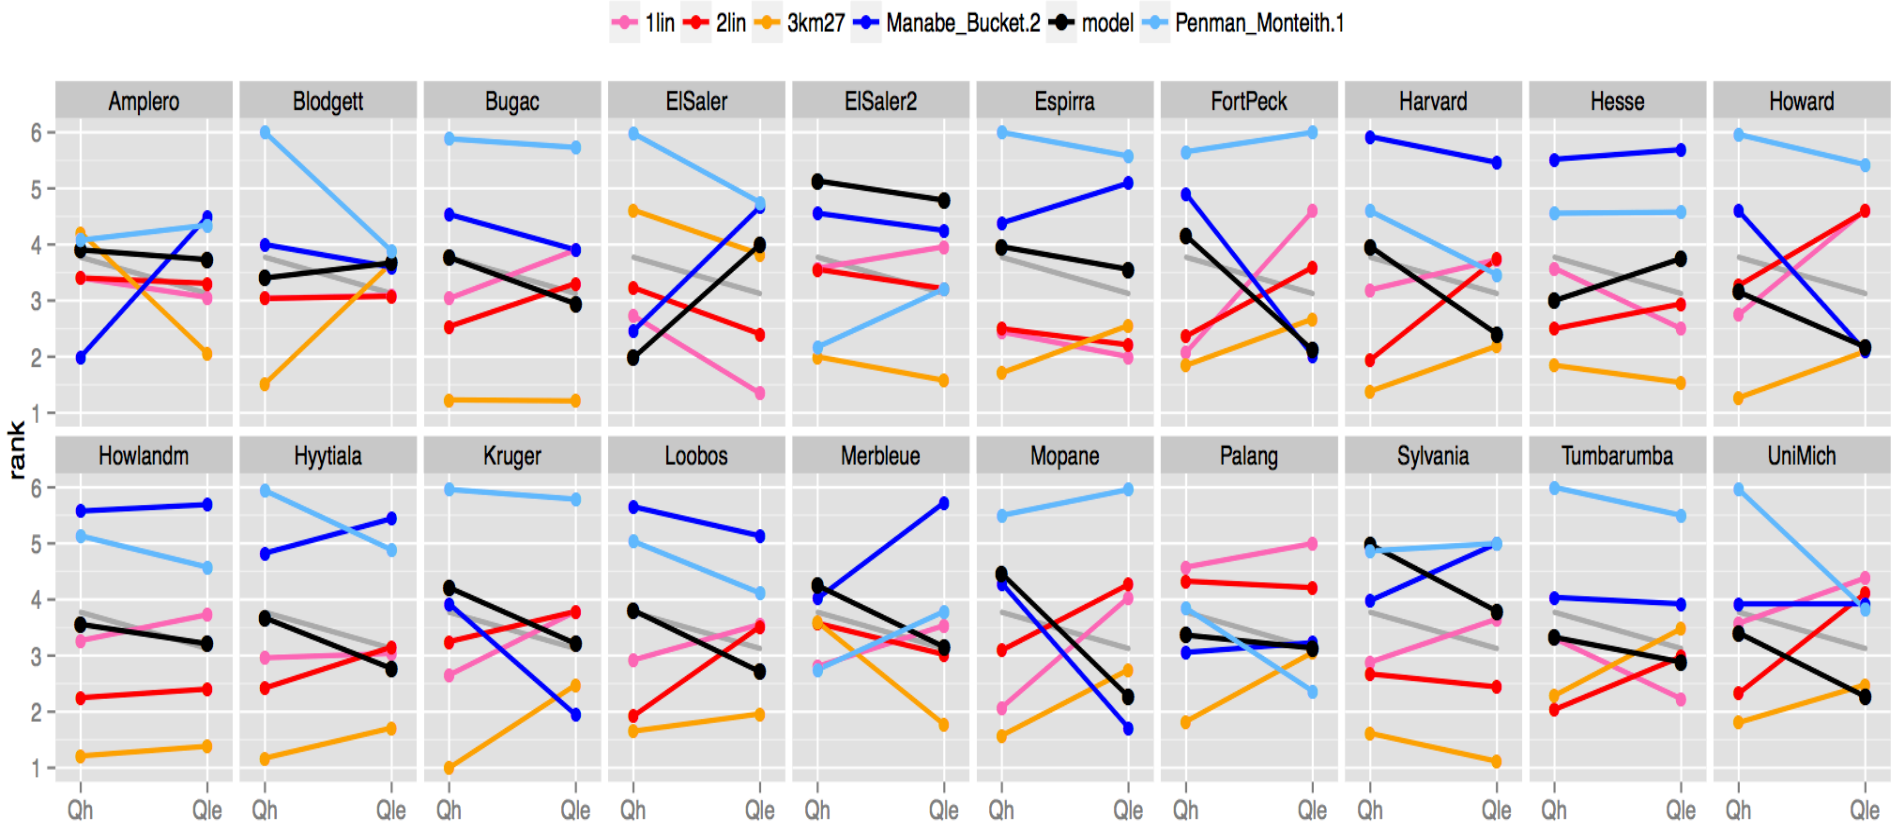 1lin 2lin 3km27 Manabe_Bucket.2 model Penman_Monteith.1
Amplero Blodgett Bugac ElSaler ElSaler2 Espirra FortPeck Harvard Hesse Howard
6
5
4
3
2
1
rank
Howlandm Hyytiala Kruger Loobos Merbleue Mopane Palang Sylvania Tumbarumba UniMich
6
5
4
3
2
1
Qh Qle Qh Qle Qh Qle Qh Qle Qh Qle Qh Qle Qh Qle Qh Qle Qh Qle Qh Qle